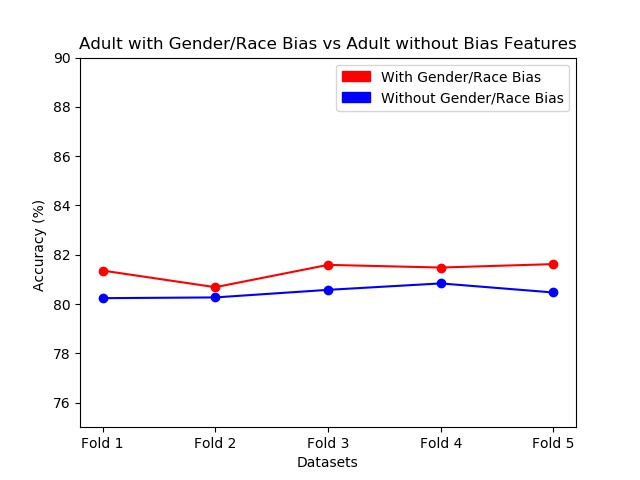 Adult with Gender/Race Bias vs Adult without Bias Features
With Gender/Race Bias
Without Gender/Race Bias
Accuracy (%)
90
88
86
84
82
80
78
76
Fold 1 Fold 2 Fold 3 Fold 4 Fold 5
Datasets